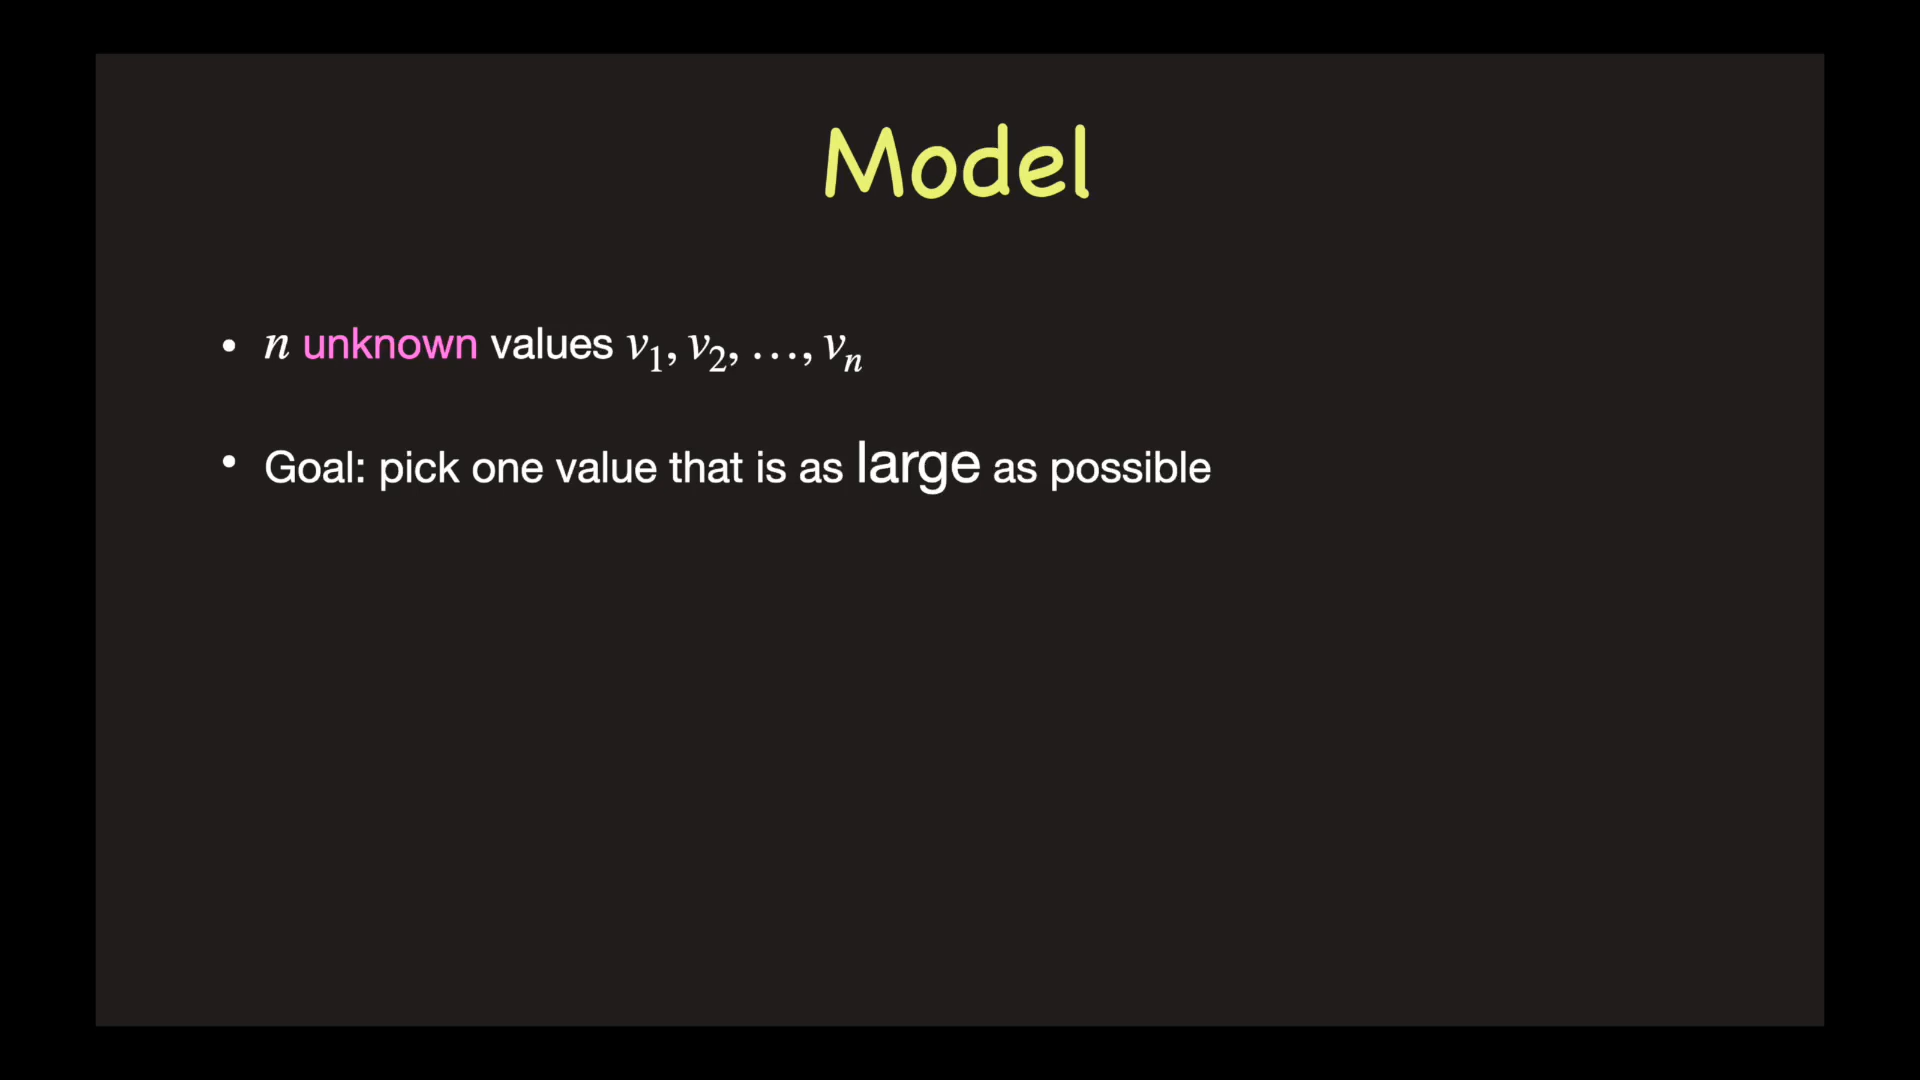 Model
• n unknown values v₁, v₂, …, vₙ
• Goal: pick one value that is as large as possible